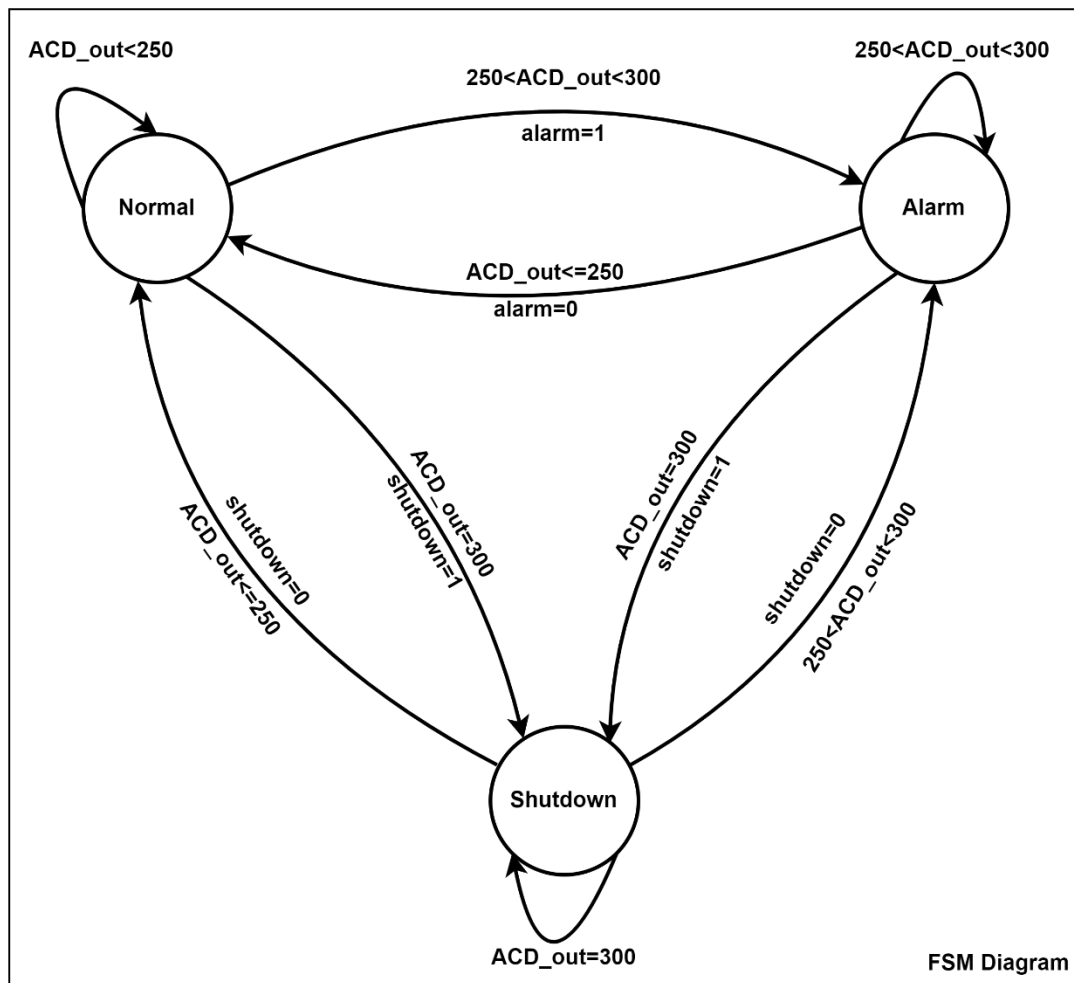 ACD_out<250
250<ACD_out<300
250<ACD_out<300
alarm=1
Normal
Alarm
ACD_out<=250
alarm=0
ACD_out=300
shutdown=1
ACD_out=300
shutdown=1
shutdown=0
ACD_out<=250
shutdown=0
250<ACD_out<300
Shutdown
ACD_out=300
FSM Diagram